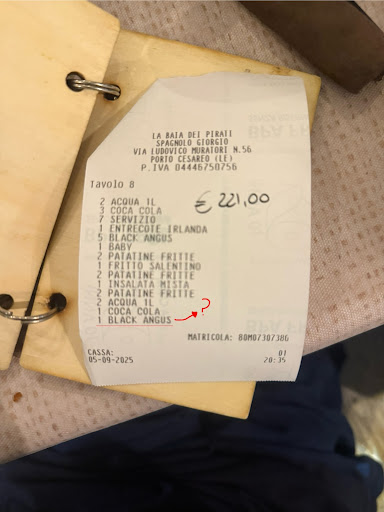 LA BAIA DEI PIRATI
SPAGNOLO GIORGIO
VIA LUDOVICO MURATORI N.56
PORTO CESAREO (LE)
P.IVA 04446750756
Tavolo 8
€ 221,00
2 ACQUA 1L
3 COCA COLA
7 SERVIZIO
1 ENTRECOTE IRLANDA
5 BLACK ANGUS
1 BABY
2 PATATINE FRITTE
1 FRITTO SALENTINO
2 PATATINE FRITTE
1 INSALATA MISTA
2 PATATINE FRITTE
2 ACQUA 1L
1 COCA COLA
1 BLACK ANGUS → ?
MATRICOLA: 80M07307386
CASSA: 01
05-09-2025 20:35